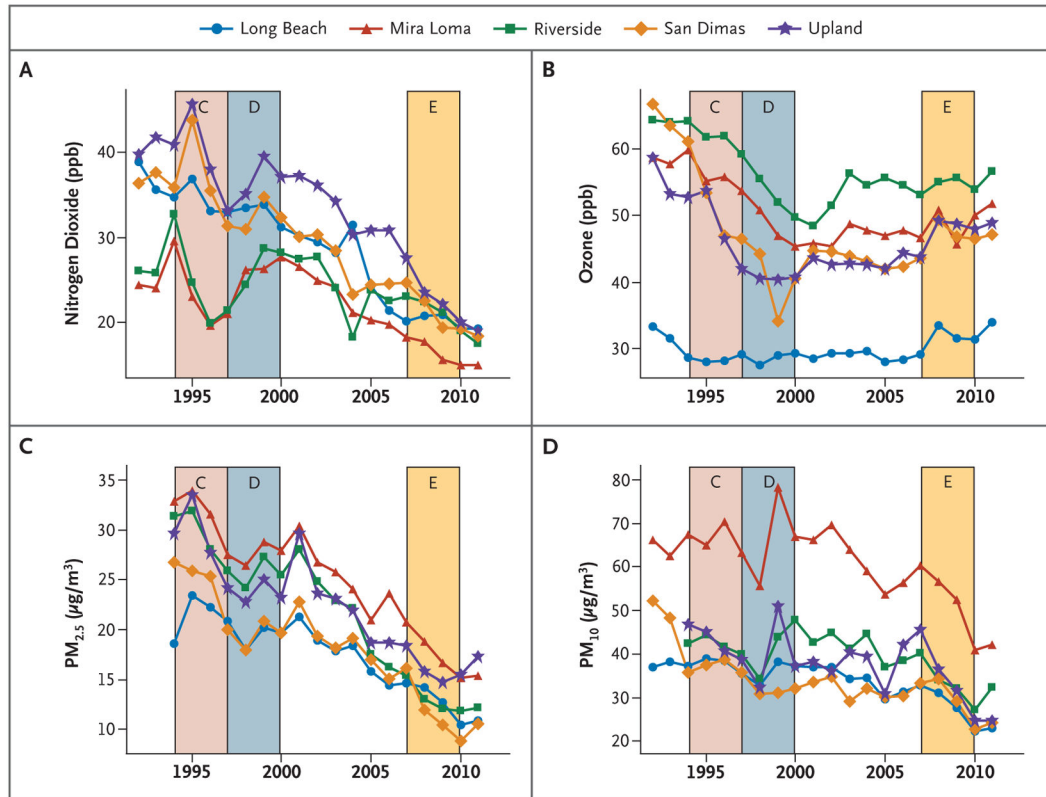 Long Beach Mira Loma Riverside San Dimas Upland
A
C D E
Nitrogen Dioxide (ppb)
40
30
20
1995 2000 2005 2010
B
C D E
Ozone (ppb)
60
50
40
30
1995 2000 2005 2010
C
C D E
PM2.5 (μg/m³)
35
30
25
20
15
10
1995 2000 2005 2010
D
C D E
PM10 (μg/m³)
80
70
60
50
40
30
20
1995 2000 2005 2010